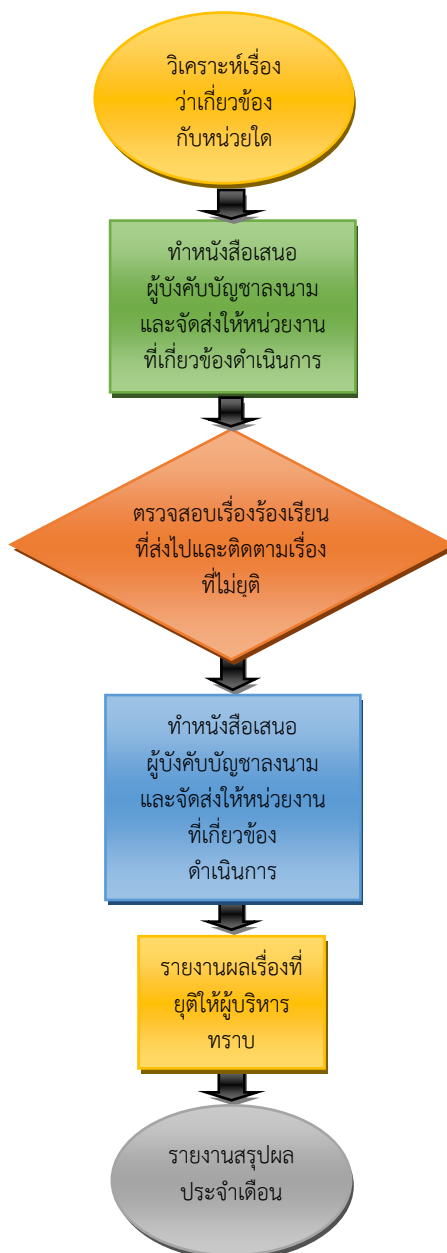 วิเคราะห์เรื่อง
ว่าเกี่ยวข้อง
กับหน่วยใด
ทำหนังสือเสนอ
ผู้บังคับบัญชาลงนาม
และจัดส่งให้หน่วยงาน
ที่เกี่ยวข้องดำเนินการ
ตรวจสอบเรื่องร้องเรียน
ที่ส่งไปและติดตามเรื่อง
ที่ไม่ยุติ
ทำหนังสือเสนอ
ผู้บังคับบัญชาลงนาม
และจัดส่งให้หน่วยงาน
ที่เกี่ยวข้อง
ดำเนินการ
รายงานผลเรื่องที่
ยุติให้ผู้บริหาร
ทราบ
รายงานสรุปผล
ประจำเดือน